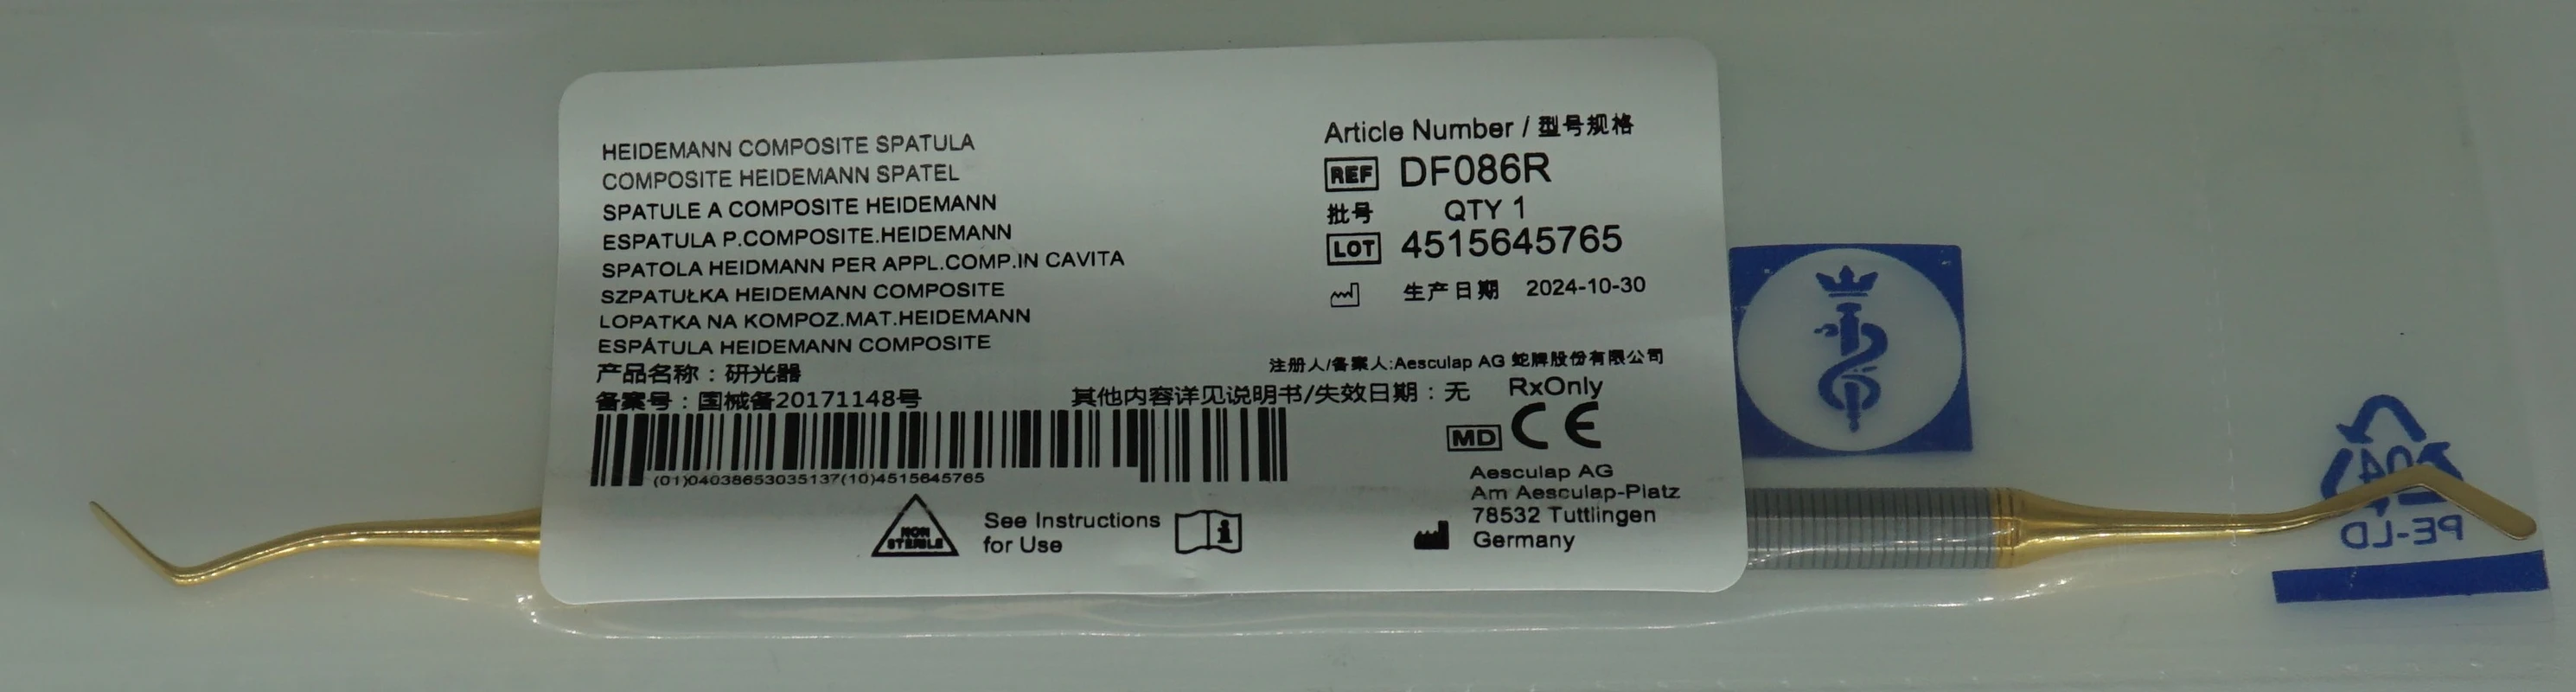 HEIDEMANN COMPOSITE SPATULA
COMPOSITE HEIDEMANN SPATEL
SPATULE A COMPOSITE HEIDEMANN
ESPATULA P.COMPOSITE.HEIDEMANN
SPATOLA HEIDMANN PER APPL.COMP.IN CAVITA
SZPATUŁKA HEIDEMANN COMPOSITE
LOPATKA NA KOMPOZ.MAT.HEIDEMANN
ESPÁTULA HEIDEMANN COMPOSITE
产品名称：研光器
备案号：国械备20171148号
(01)04038653035137(10)4515645765
NON STERILE
See Instructions
for Use
Article Number / 型号规格
REF DF086R
批号 QTY 1
LOT 4515645765
生产日期 2024-10-30
注册人/备案人:Aesculap AG 蛇牌股份有限公司
其他内容详见说明书/失效日期：无 RxOnly
MD CE
Aesculap AG
Am Aesculap-Platz
78532 Tuttlingen
Germany
04
PE-LD